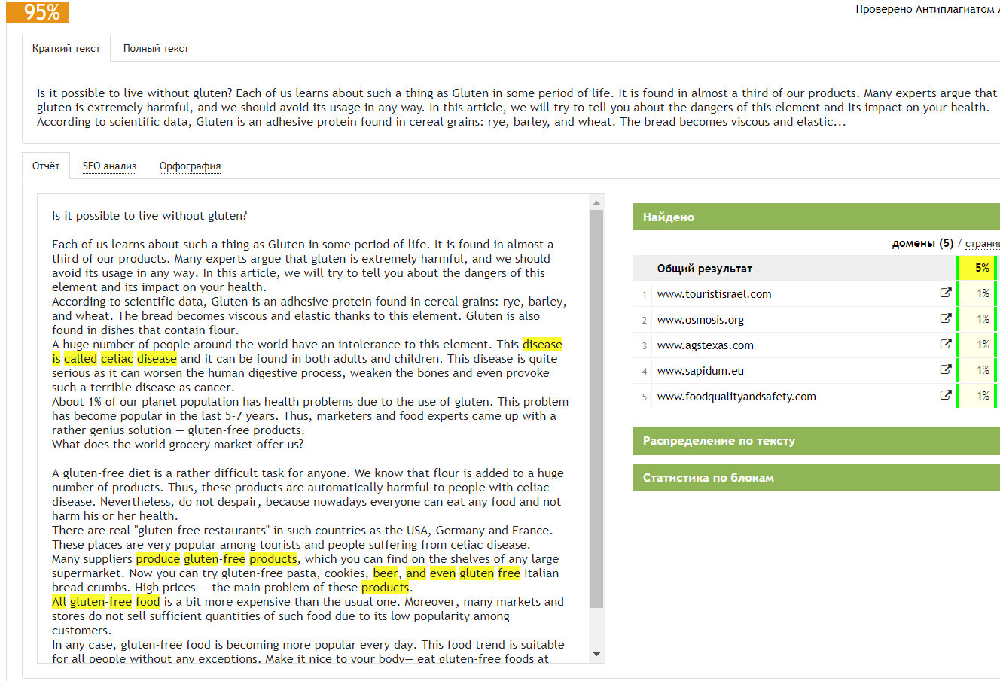 95%
Проверено Антиплагиатом
Краткий текст
Полный текст
Is it possible to live without gluten? Each of us learns about such a thing as Gluten in some period of life. It is found in almost a third of our products. Many experts argue that
gluten is extremely harmful, and we should avoid its usage in any way. In this article, we will try to tell you about the dangers of this element and its impact on your health.
According to scientific data, Gluten is an adhesive protein found in cereal grains: rye, barley, and wheat. The bread becomes viscous and elastic...
Отчёт
SEO анализ
Орфография
Is it possible to live without gluten?
Each of us learns about such a thing as Gluten in some period of life. It is found in almost a
third of our products. Many experts argue that gluten is extremely harmful, and we should
avoid its usage in any way. In this article, we will try to tell you about the dangers of this
element and its impact on your health.
According to scientific data, Gluten is an adhesive protein found in cereal grains: rye, barley,
and wheat. The bread becomes viscous and elastic thanks to this element. Gluten is also
found in dishes that contain flour.
A huge number of people around the world have an intolerance to this element. This disease
is called celiac disease and it can be found in both adults and children. This disease is quite
serious as it can worsen the human digestive process, weaken the bones and even provoke
such a terrible disease as cancer.
About 1% of our planet population has health problems due to the use of gluten. This problem
has become popular in the last 5-7 years. Thus, marketers and food experts came up with a
rather genius solution — gluten-free products.
What does the world grocery market offer us?
A gluten-free diet is a rather difficult task for anyone. We know that flour is added to a huge
number of products. Thus, these products are automatically harmful to people with celiac
disease. Nevertheless, do not despair, because nowadays everyone can eat any food and not
harm his or her health.
There are real "gluten-free restaurants" in such countries as the USA, Germany and France.
These places are very popular among tourists and people suffering from celiac disease.
Many suppliers produce gluten-free products, which you can find on the shelves of any large
supermarket. Now you can try gluten-free pasta, cookies, beer, and even gluten free Italian
bread crumbs. High prices — the main problem of these products.
All gluten-free food is a bit more expensive than the usual one. Moreover, many markets and
stores do not sell sufficient quantities of such food due to its low popularity among
customers.
In any case, gluten-free food is becoming more popular every day. This food trend is suitable
for all people without any exceptions. Make it nice to your body— eat gluten-free foods at
Найдено
домены (5) / страни
Общий результат 5%
1 www.touristisrael.com 1%
2 www.osmosis.org 1%
3 www.agstexas.com 1%
4 www.sapidum.eu 1%
5 www.foodqualityandsafety.com 1%
Распределение по тексту
Статистика по блокам